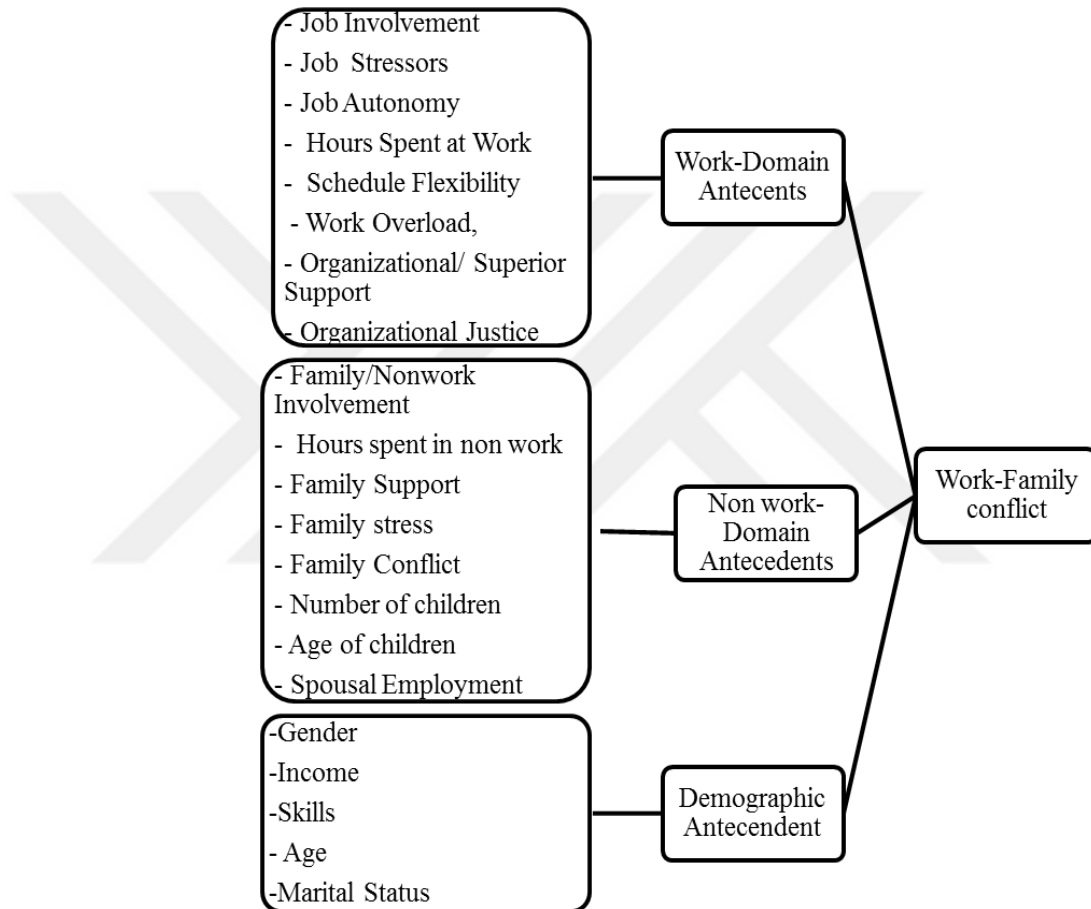 - Job Involvement
- Job Stressors
- Job Autonomy
- Hours Spent at Work
- Schedule Flexibility
- Work Overload,
- Organizational/ Superior
Support
- Organizational Justice
Work-Domain
Antecents
- Family/Nonwork
Involvement
- Hours spent in non work
- Family Support
- Family stress
- Family Conflict
- Number of children
- Age of children
- Spousal Employment
Non work-
Domain
Antecedents
Work-Family
conflict
-Gender
-Income
-Skills
- Age
-Marital Status
Demographic
Antecendent